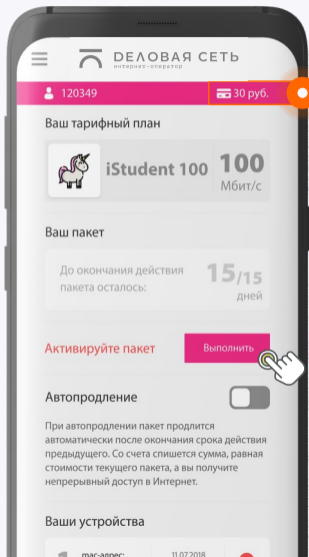 DЕЛОВАЯ СЕТЬ
интернет-оператор
120349 30 руб.
Ваш тарифный план
iStudent 100 100
Мбит/с
Ваш пакет
До окончания действия
пакета осталось:
15/15
дней
Активируйте пакет Выполнить
Автопродление
При автопродлении пакет продлится
автоматически после окончания срока действия
предыдущего. Со счета спишется сумма, равная
стоимости текущего пакета, а вы получите
непрерывный доступ в Интернет.
Ваши устройства
1 mac-адрес: 11.07.2018